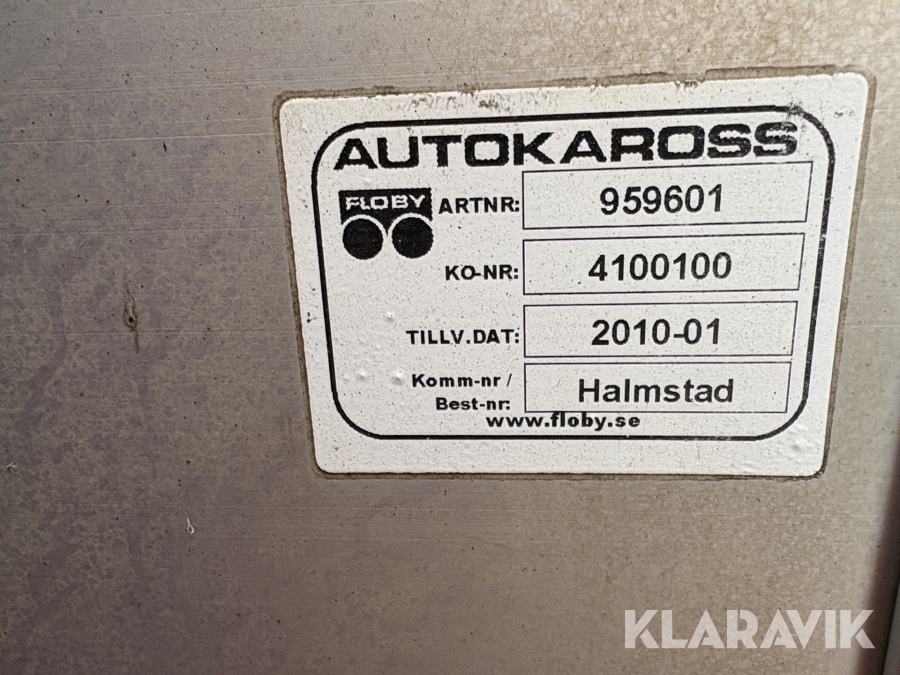 AUTOKAROSS
FLOBY
ARTNR: 959601
KO-NR: 4100100
TILLV.DAT: 2010-01
Komm-nr /
Best-nr: Halmstad
www.floby.se
KLARAVIK